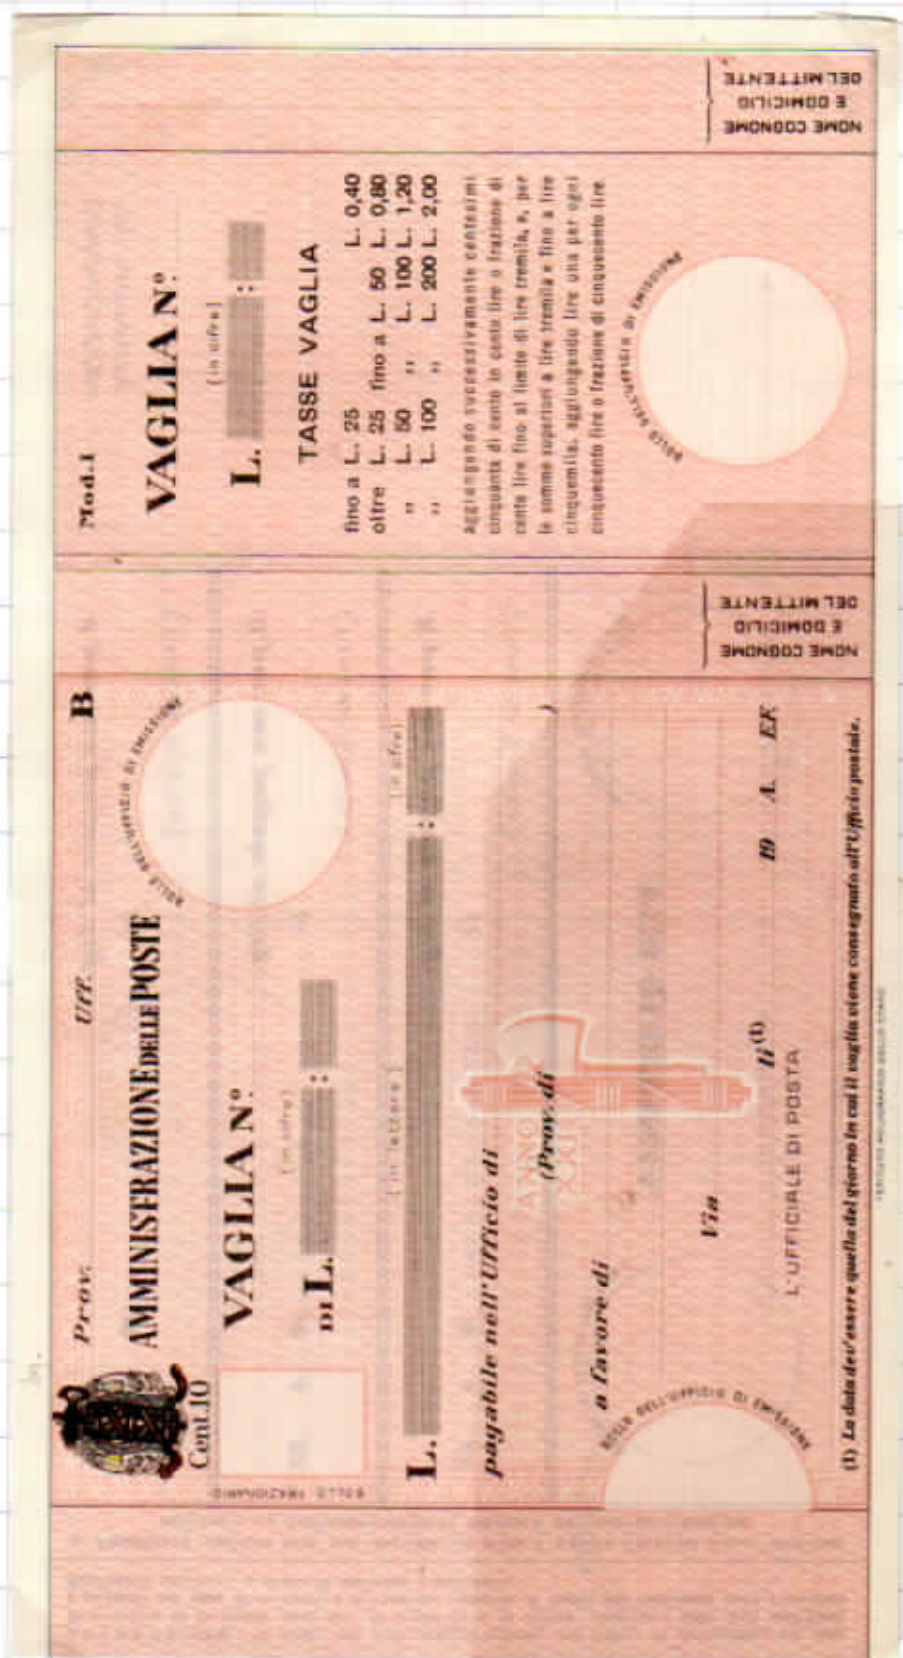 Prov. Uff. B
AMMINISTRAZIONE DELLE POSTE
BOLLO DELL'UFFIZIO DI EMISSIONE
Cent. 10
VAGLIA Nº.
(in cifre)
DI L. :
BOLLO FRAZIONARIO
(in lettere) (in cifre)
L. :
pagabile nell'Ufficio di
(Prov. di )
ANNO
XXI
a favore di
Via
li (1) 19 A. EF.
L'UFFICIALE DI POSTA
BOLLO DELL'UFFICIO DI EMISSIONE
(1) La data dev'essere quella del giorno in cui il vaglia viene consegnato all'Ufficio postale.
NOME COGNOME
E DOMICILIO
DEL MITTENTE
Mod. I
VAGLIA Nº.
(in cifre)
L. :
TASSE VAGLIA
fino a L. 25 L. 0,40
oltre L. 25 fino a L. 50 L. 0,80
" L. 50 " L. 100 L. 1,20
" L. 100 " L. 200 L. 2,00
Aggiungendo successivamente centesimi
cinquanta di cento in cento lire o frazione di
cento lire fino al limite di lire tremila, e, per
le somme superiori a lire tremila e fino a lire
cinquemila, aggiungendo lire una per ogni
cinquecento lire o frazione di cinquecento lire.
BOLLO DELL'UFFICIO DI EMISSIONE
NOME COGNOME
E DOMICILIO
DEL MITTENTE